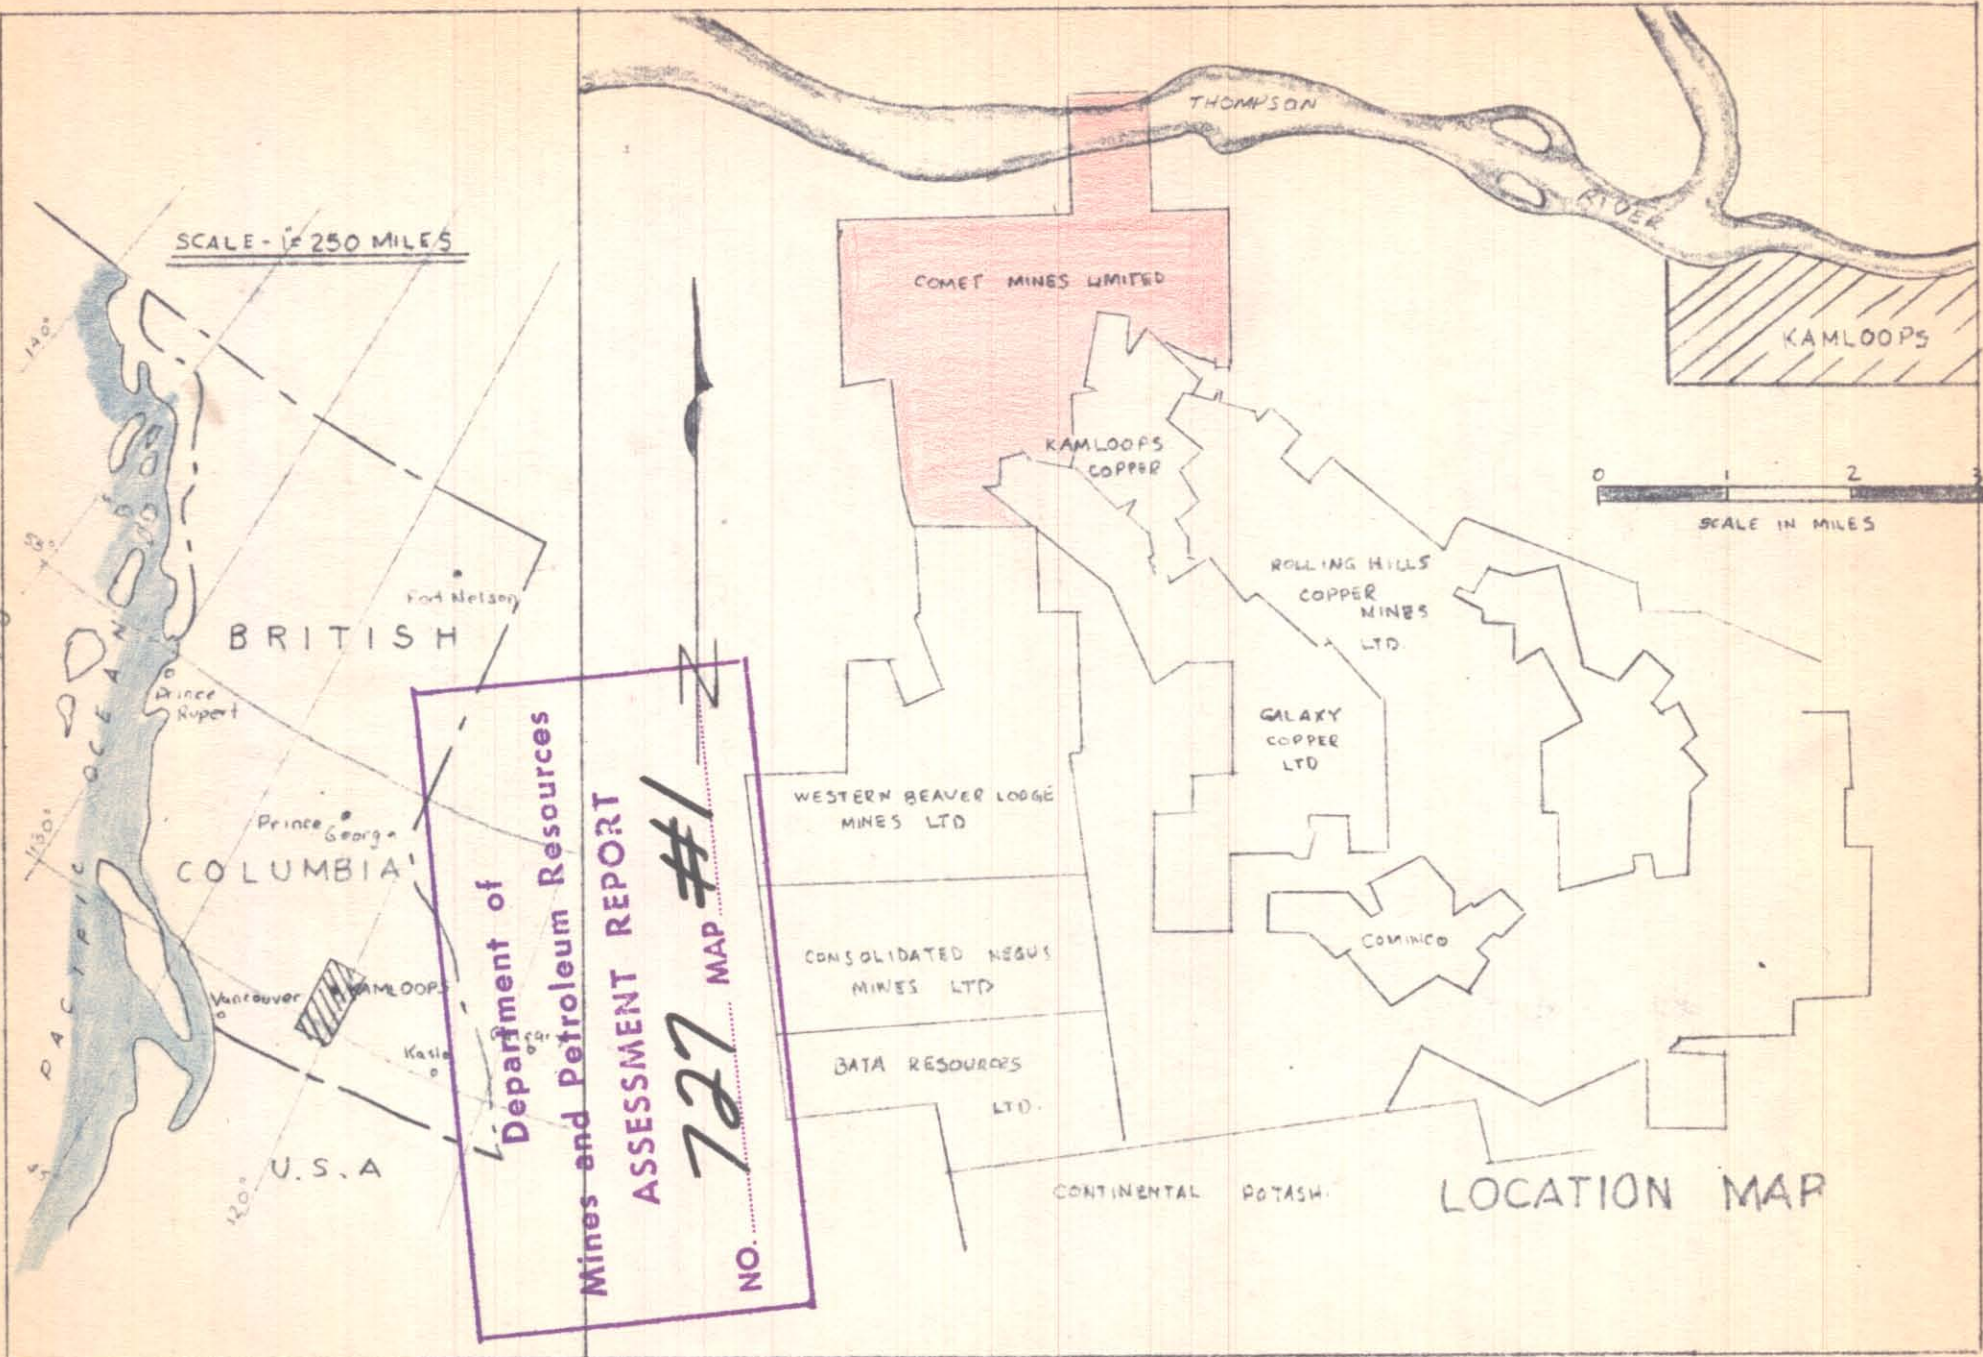 SCALE - 1"= 250 MILES
140°
130°
120°
Fort Nelson
BRITISH
Prince
Rupert
Prince
George
COLUMBIA
PACIFIC OCEAN
Vancouver
KAMLOOPS
Kaslo
U.S.A
Department of
Mines and Petroleum Resources
ASSESSMENT REPORT
NO. 727 MAP #1
N
THOMPSON
RIVER
COMET MINES LIMITED
KAMLOOPS
KAMLOOPS
COPPER
0 1 2 3
SCALE IN MILES
ROLLING HILLS
COPPER
MINES
LTD.
GALAXY
COPPER
LTD
WESTERN BEAVER LODGE
MINES LTD
COMINCO
CONSOLIDATED NEGUS
MINES LTD
BATA RESOURCES
LTD.
CONTINENTAL POTASH
LOCATION MAP